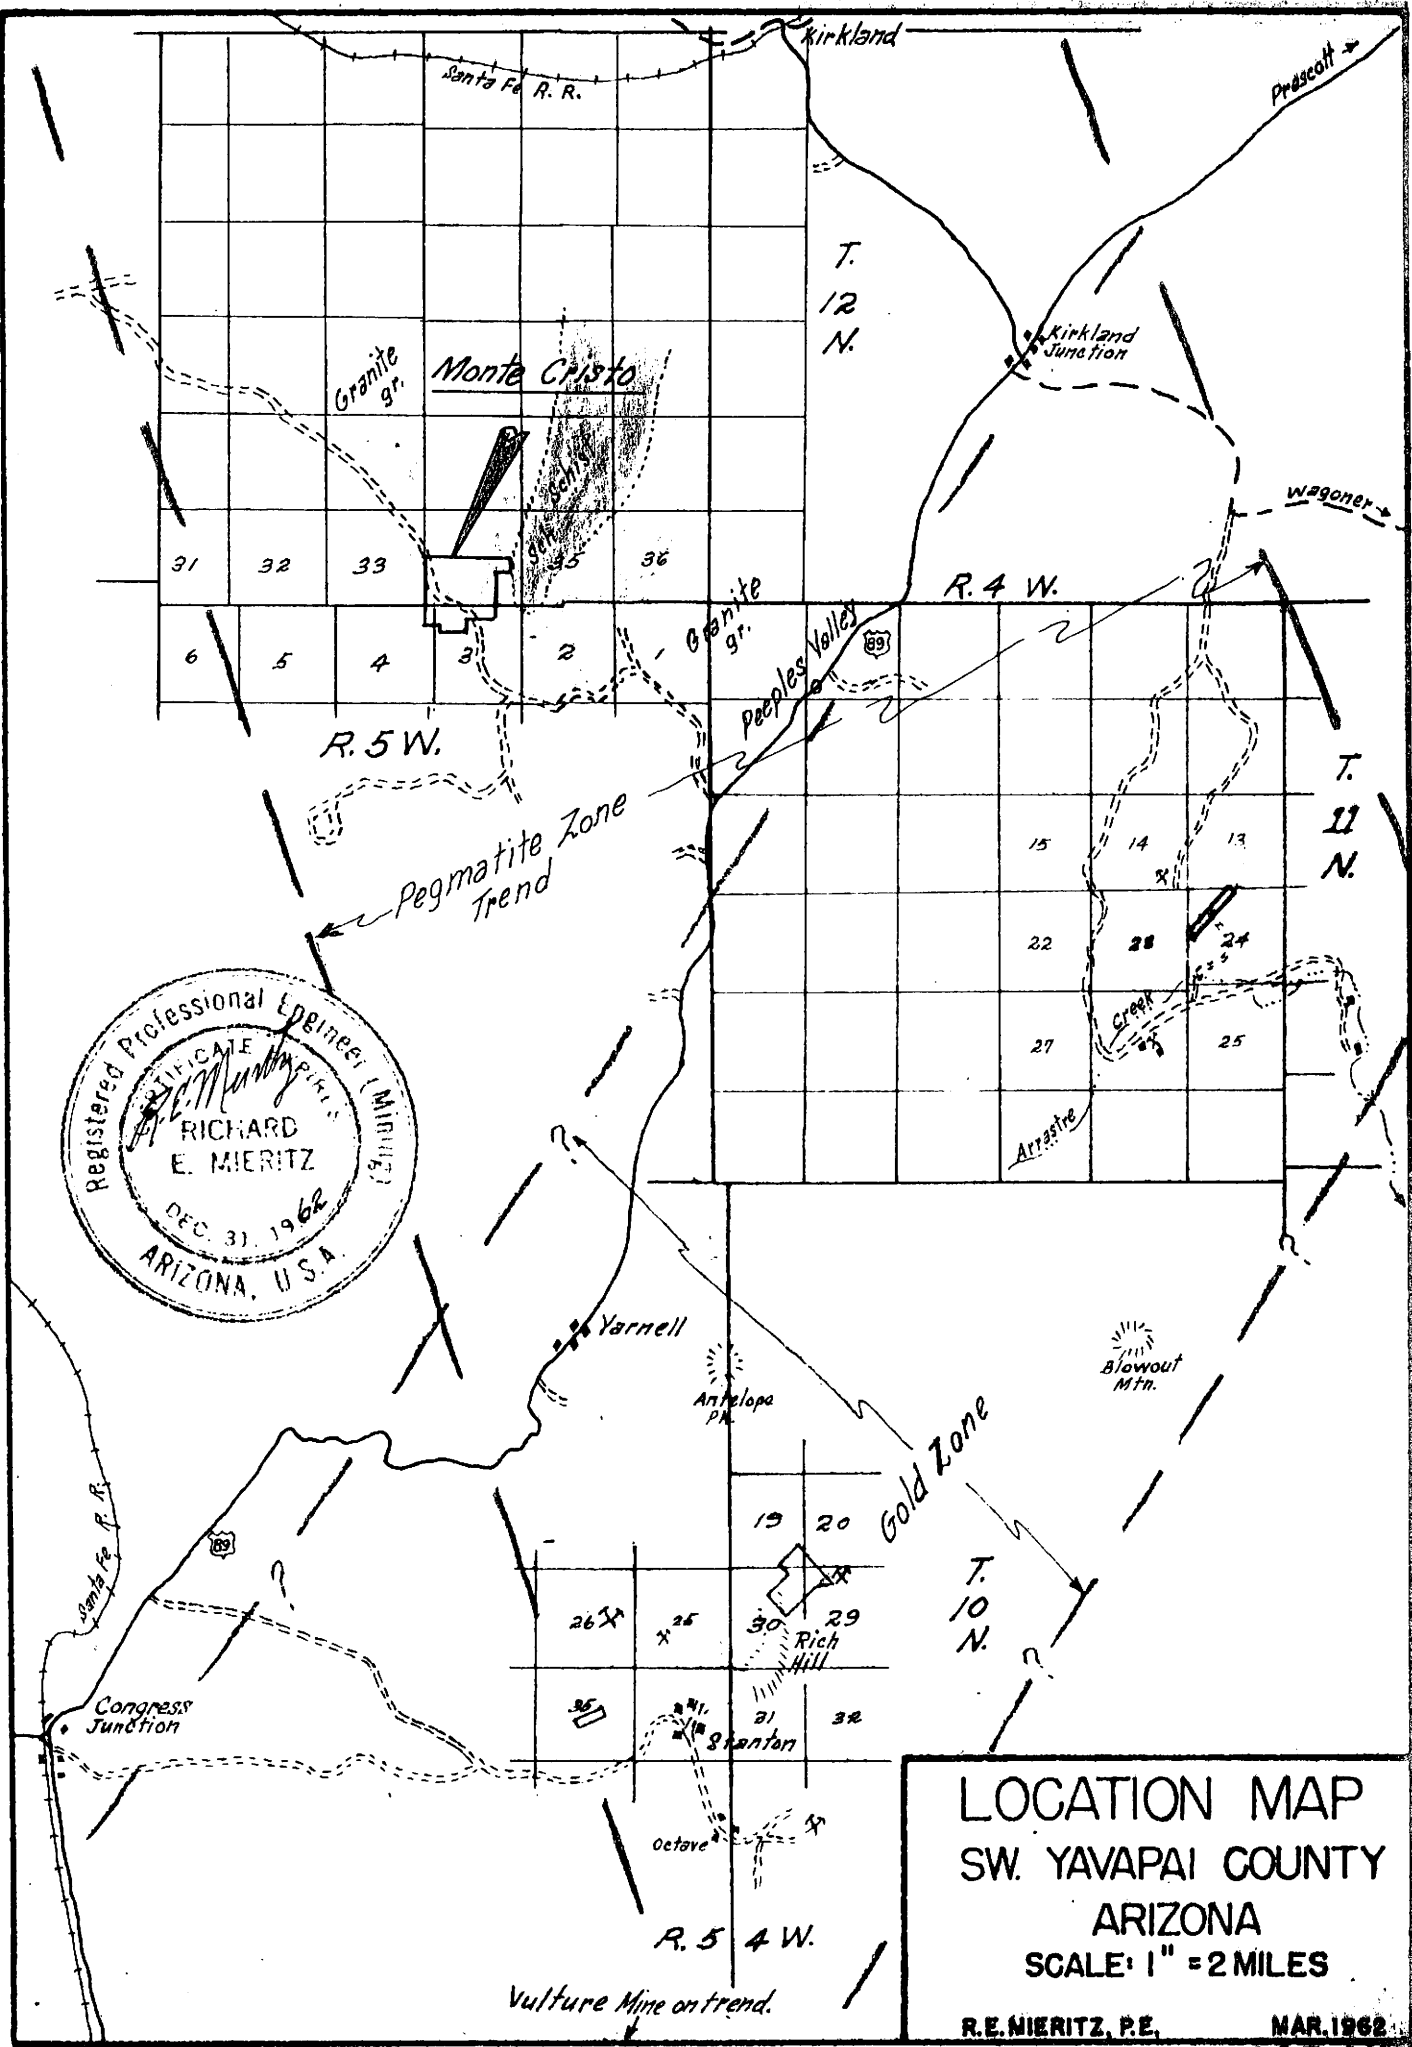 Kirkland
Santa Fe R. R.
Prescott
T.
12
N.
Kirkland
Junction
Granite
gr.
Monte Cristo
Schist
Wagoner
31 32 33 35 36
R. 4 W.
Granite
gr.
Peeples Valley
89
6 5 4 3 2 1
R. 5 W.
T.
11
N.
Pegmatite Zone
Trend
15 14 13
22 23 24
Creek
27 25
Arrastre
Registered Professional Engineer (Mining)
CERTIFICATE EXPIRES
RICHARD
E. MIERITZ
DEC. 31, 1962
ARIZONA, U.S.A.
?
?
Yarnell
Antelope
PK.
Blowout
Mtn.
Gold Zone
Santa Fe R. R.
89
?
19 20
T.
10
N.
26 25 30 29
Rich
Hill
?
Congress
Junction
35 31 32
Stanton
Octave
R. 5 4 W.
Vulture Mine on trend.
LOCATION MAP
SW. YAVAPAI COUNTY
ARIZONA
SCALE: 1" = 2 MILES
R.E. MIERITZ, P.E. MAR. 1962